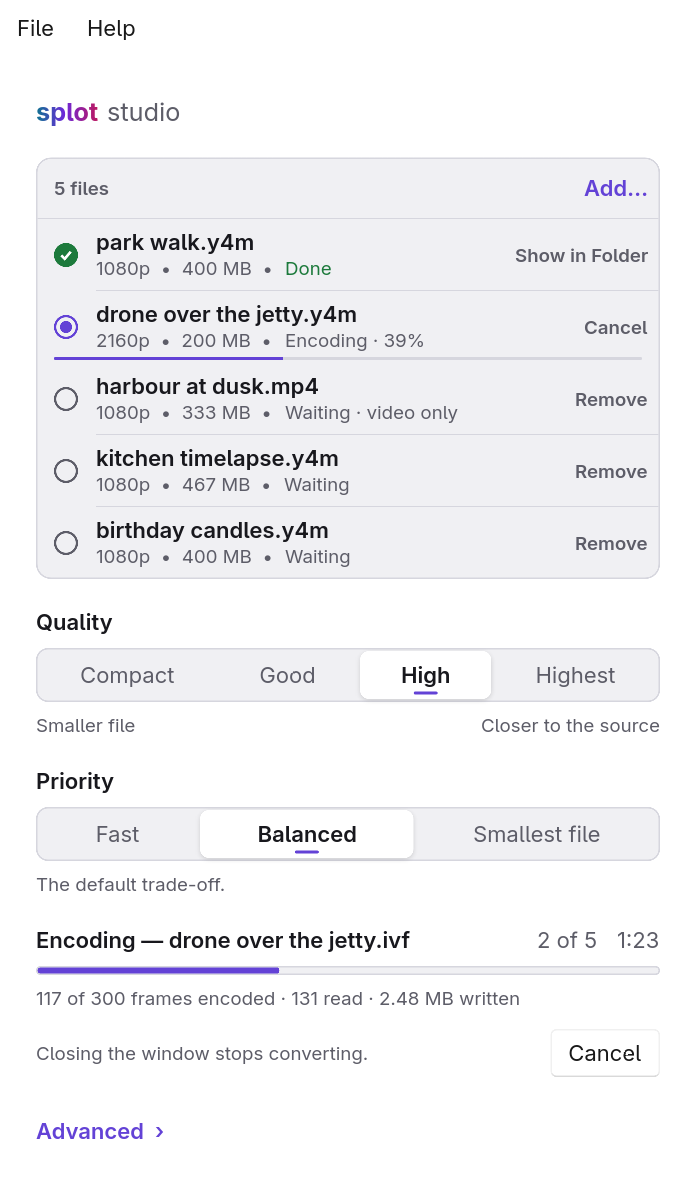 File Help
splot studio
5 files Add...
park walk.y4m
1080p • 400 MB • Done
Show in Folder
drone over the jetty.y4m
2160p • 200 MB • Encoding · 39%
Cancel
harbour at dusk.mp4
1080p • 333 MB • Waiting · video only
Remove
kitchen timelapse.y4m
1080p • 467 MB • Waiting
Remove
birthday candles.y4m
1080p • 400 MB • Waiting
Remove
Quality
Compact Good High Highest
Smaller file Closer to the source
Priority
Fast Balanced Smallest file
The default trade-off.
Encoding — drone over the jetty.ivf 2 of 5 1:23
117 of 300 frames encoded · 131 read · 2.48 MB written
Closing the window stops converting. Cancel
Advanced ›